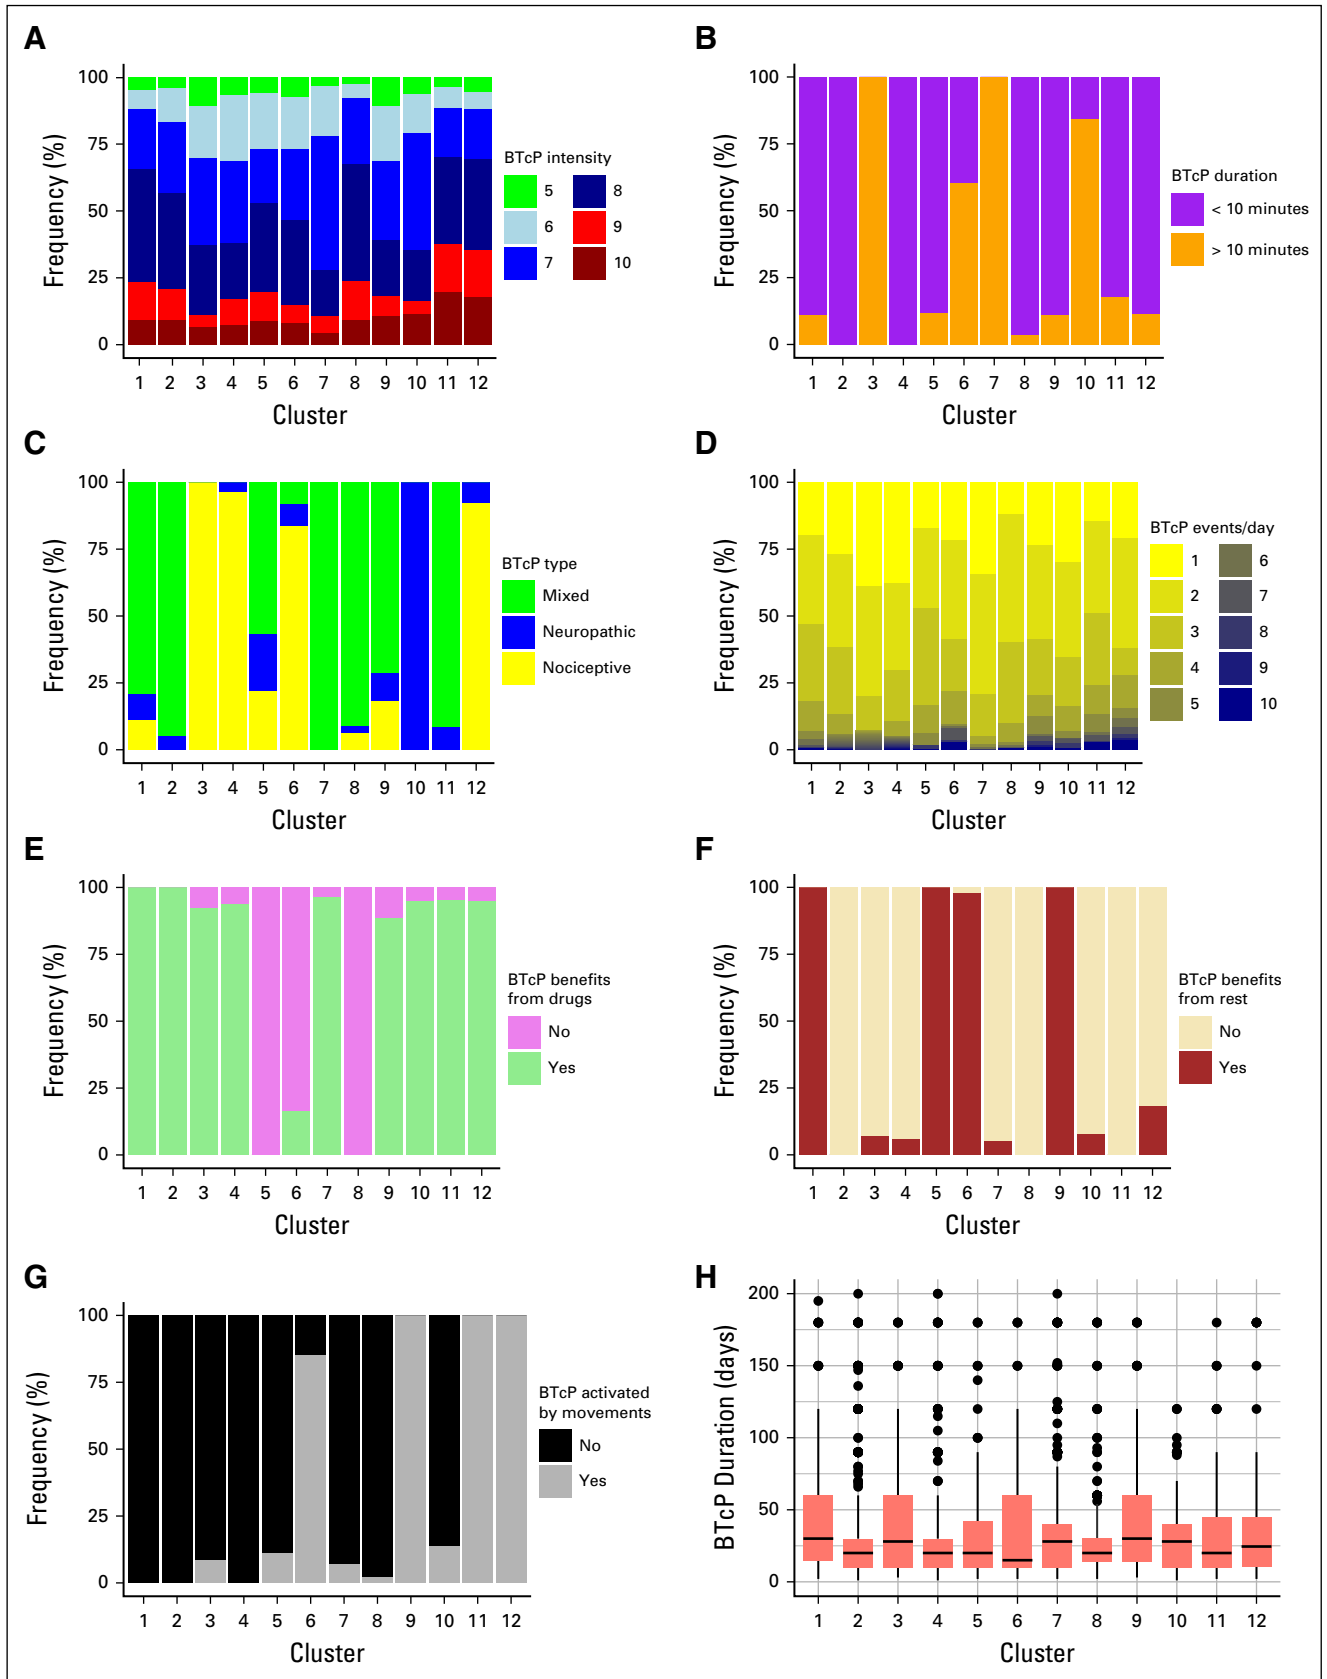 A
100
75
50
25
0
Frequency (%)
1 2 3 4 5 6 7 8 9 10 11 12
Cluster
BTcP intensity
5 8
6 9
7 10
B
100
75
50
25
0
Frequency (%)
1 2 3 4 5 6 7 8 9 10 11 12
Cluster
BTcP duration
< 10 minutes
> 10 minutes
C
100
75
50
25
0
Frequency (%)
1 2 3 4 5 6 7 8 9 10 11 12
Cluster
BTcP type
Mixed
Neuropathic
Nociceptive
D
100
75
50
25
0
Frequency (%)
1 2 3 4 5 6 7 8 9 10 11 12
Cluster
BTcP events/day
1 6
2 7
3 8
4 9
5 10
E
100
75
50
25
0
Frequency (%)
1 2 3 4 5 6 7 8 9 10 11 12
Cluster
BTcP benefits
from drugs
No
Yes
F
100
75
50
25
0
Frequency (%)
1 2 3 4 5 6 7 8 9 10 11 12
Cluster
BTcP benefits
from rest
No
Yes
G
100
75
50
25
0
Frequency (%)
1 2 3 4 5 6 7 8 9 10 11 12
Cluster
BTcP activated
by movements
No
Yes
H
200
150
100
50
0
BTcP Duration (days)
1 2 3 4 5 6 7 8 9 10 11 12
Cluster